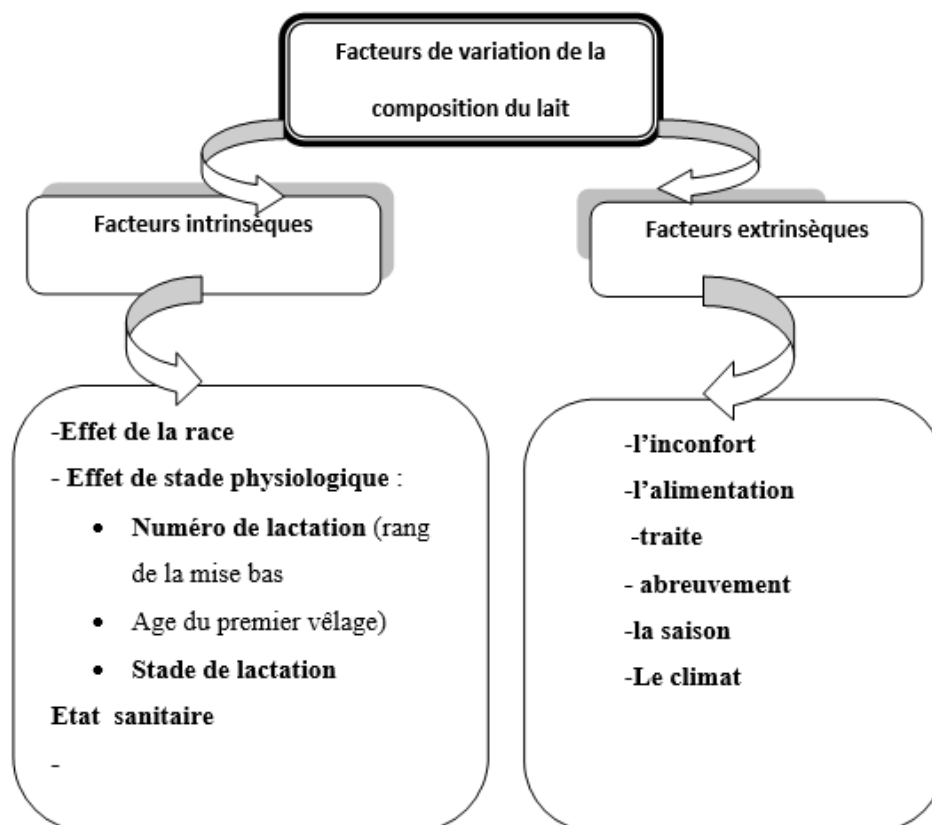 Facteurs de variation de la
composition du lait
Facteurs intrinsèques
Facteurs extrinsèques
-Effet de la race
- Effet de stade physiologique :
• Numéro de lactation (rang
de la mise bas
• Age du premier vêlage)
• Stade de lactation
Etat sanitaire
-
-l’inconfort
-l’alimentation
-traite
- abreuvement
-la saison
-Le climat